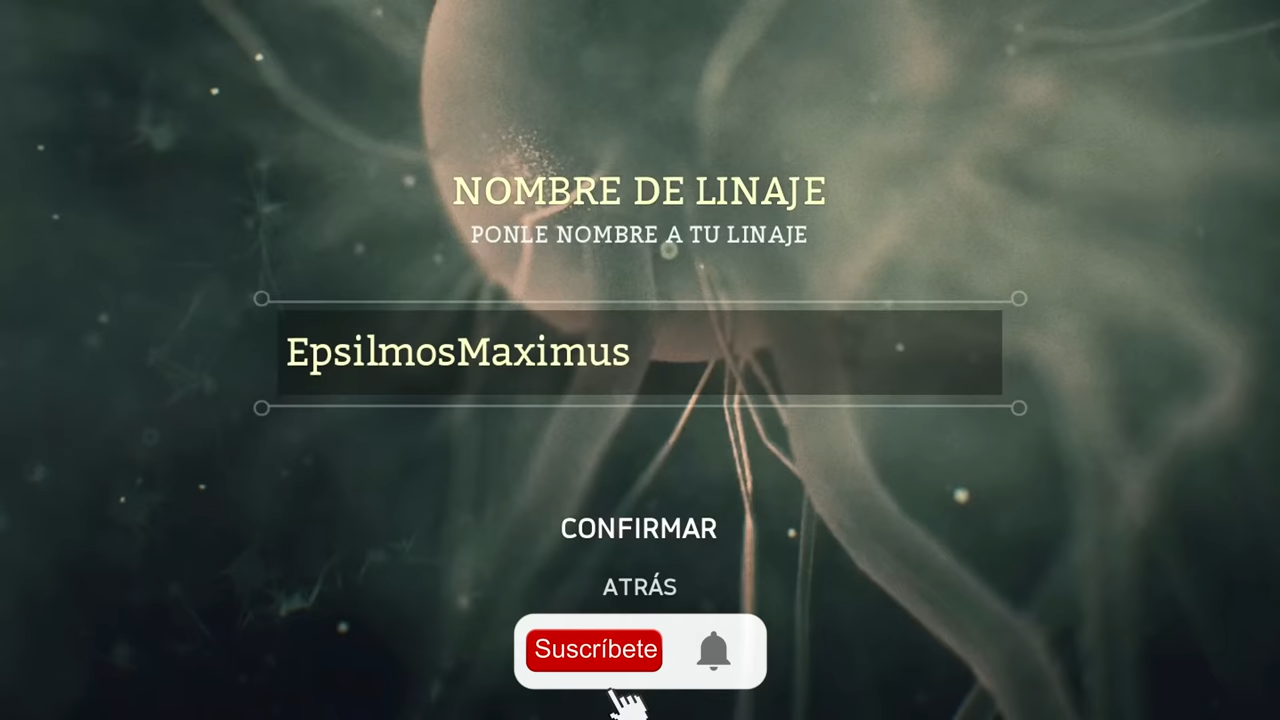 NOMBRE DE LINAJE
PONLE NOMBRE A TU LINAJE
EpsilmosMaximus
CONFIRMAR
ATRÁS
Suscríbete